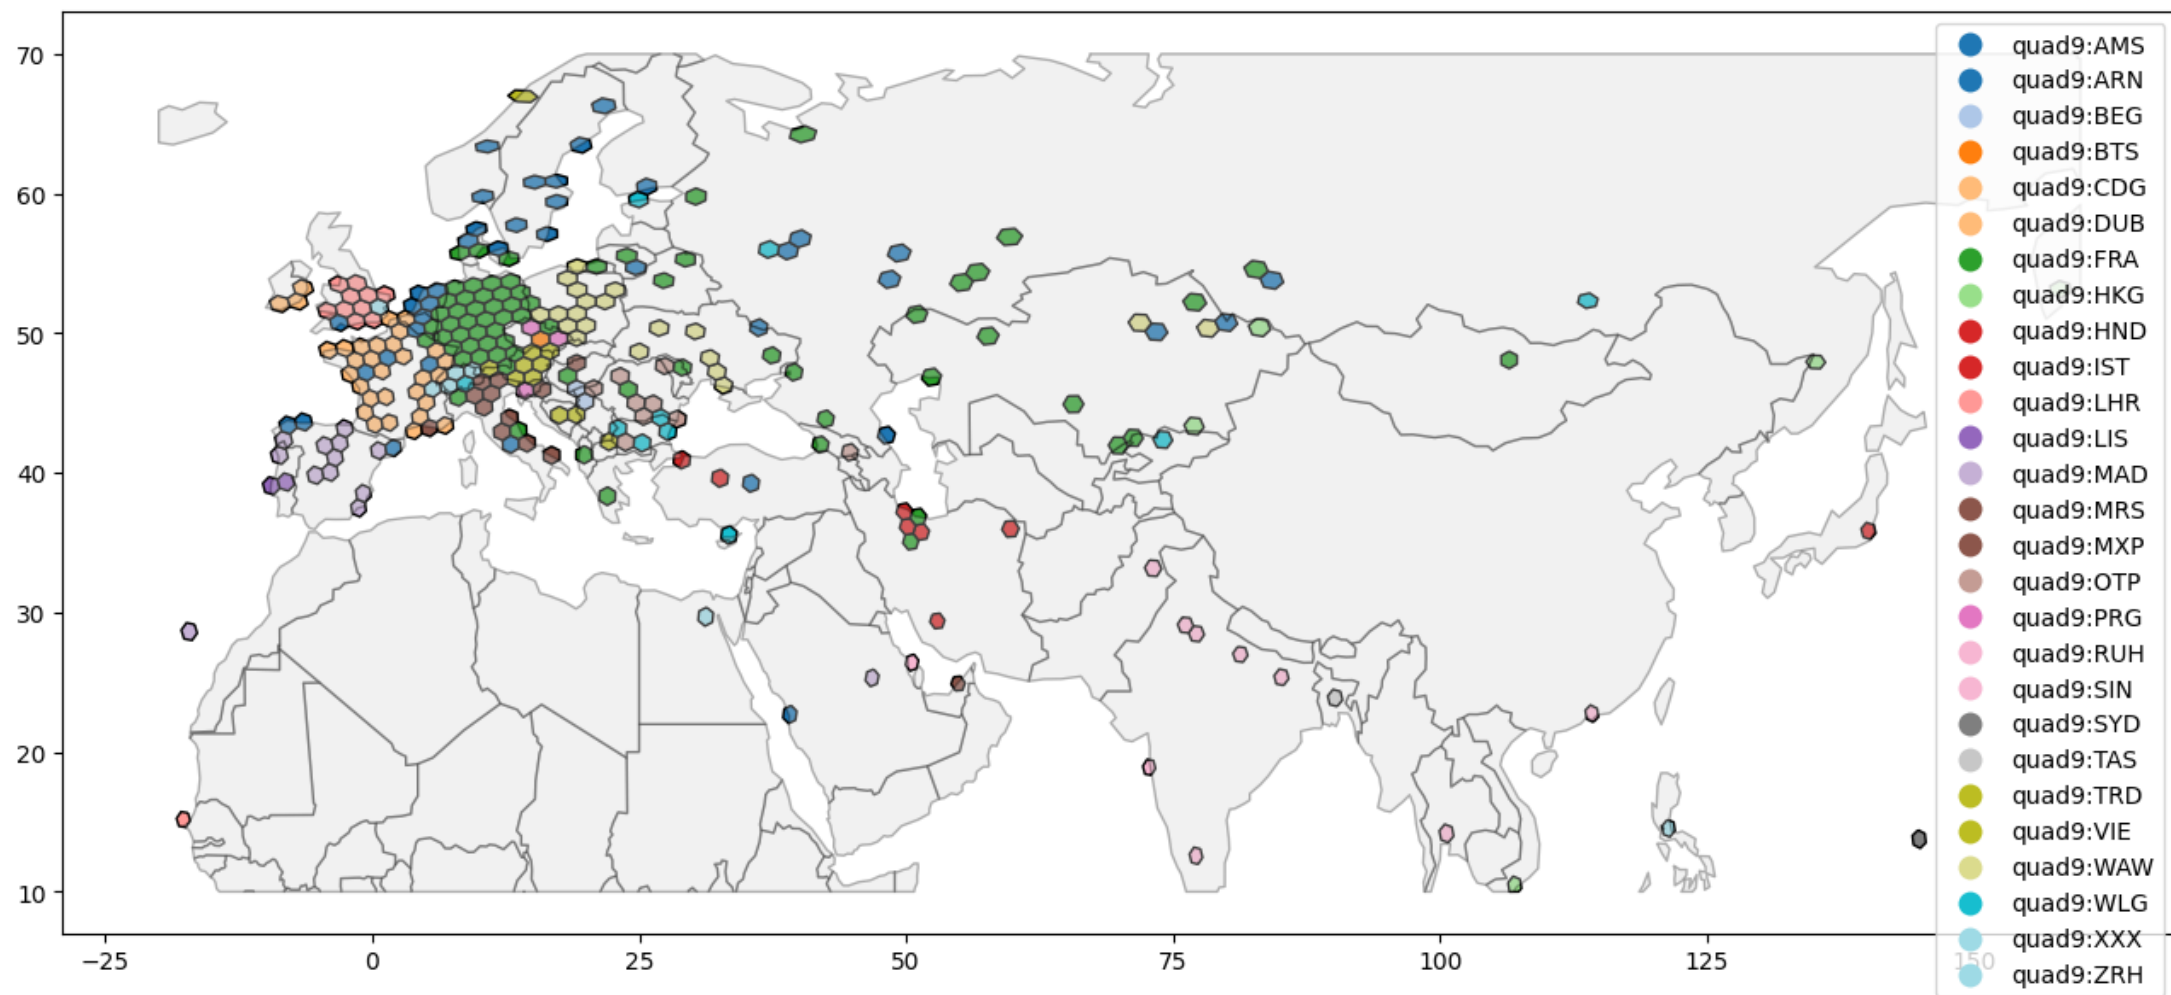 70
60
50
40
30
20
10
−25
0
25
50
75
100
125
150
quad9:AMS
quad9:ARN
quad9:BEG
quad9:BTS
quad9:CDG
quad9:DUB
quad9:FRA
quad9:HKG
quad9:HND
quad9:IST
quad9:LHR
quad9:LIS
quad9:MAD
quad9:MRS
quad9:MXP
quad9:OTP
quad9:PRG
quad9:RUH
quad9:SIN
quad9:SYD
quad9:TAS
quad9:TRD
quad9:VIE
quad9:WAW
quad9:WLG
quad9:XXX
quad9:ZRH